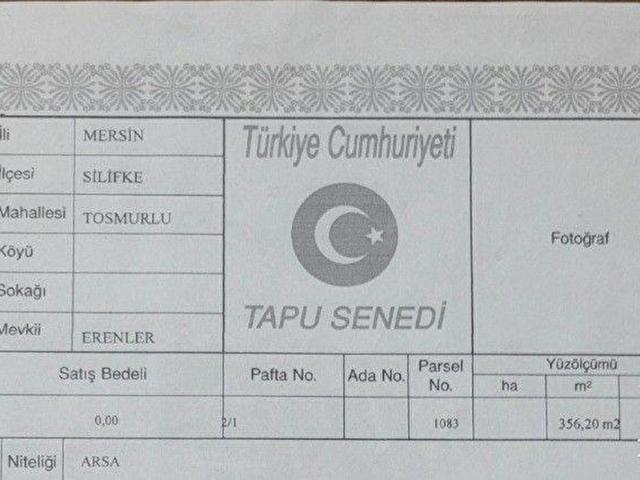 İli MERSİN
İlçesi SİLİFKE
Mahallesi TOSMURLU
Köyü
Sokağı
Mevkii ERENLER
Türkiye Cumhuriyeti
TAPU SENEDİ
Fotoğraf
Satış Bedeli Pafta No. Ada No. Parsel No. Yüzölçümü
ha m²
0,00 2/1 1083 356,20 m2
Niteliği ARSA